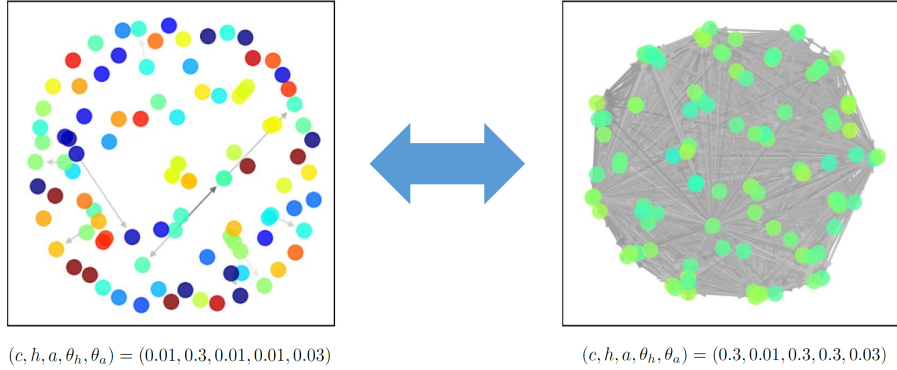 (c, h, a, θ_h, θ_a) = (0.01, 0.3, 0.01, 0.01, 0.03)
(c, h, a, θ_h, θ_a) = (0.3, 0.01, 0.3, 0.3, 0.03)